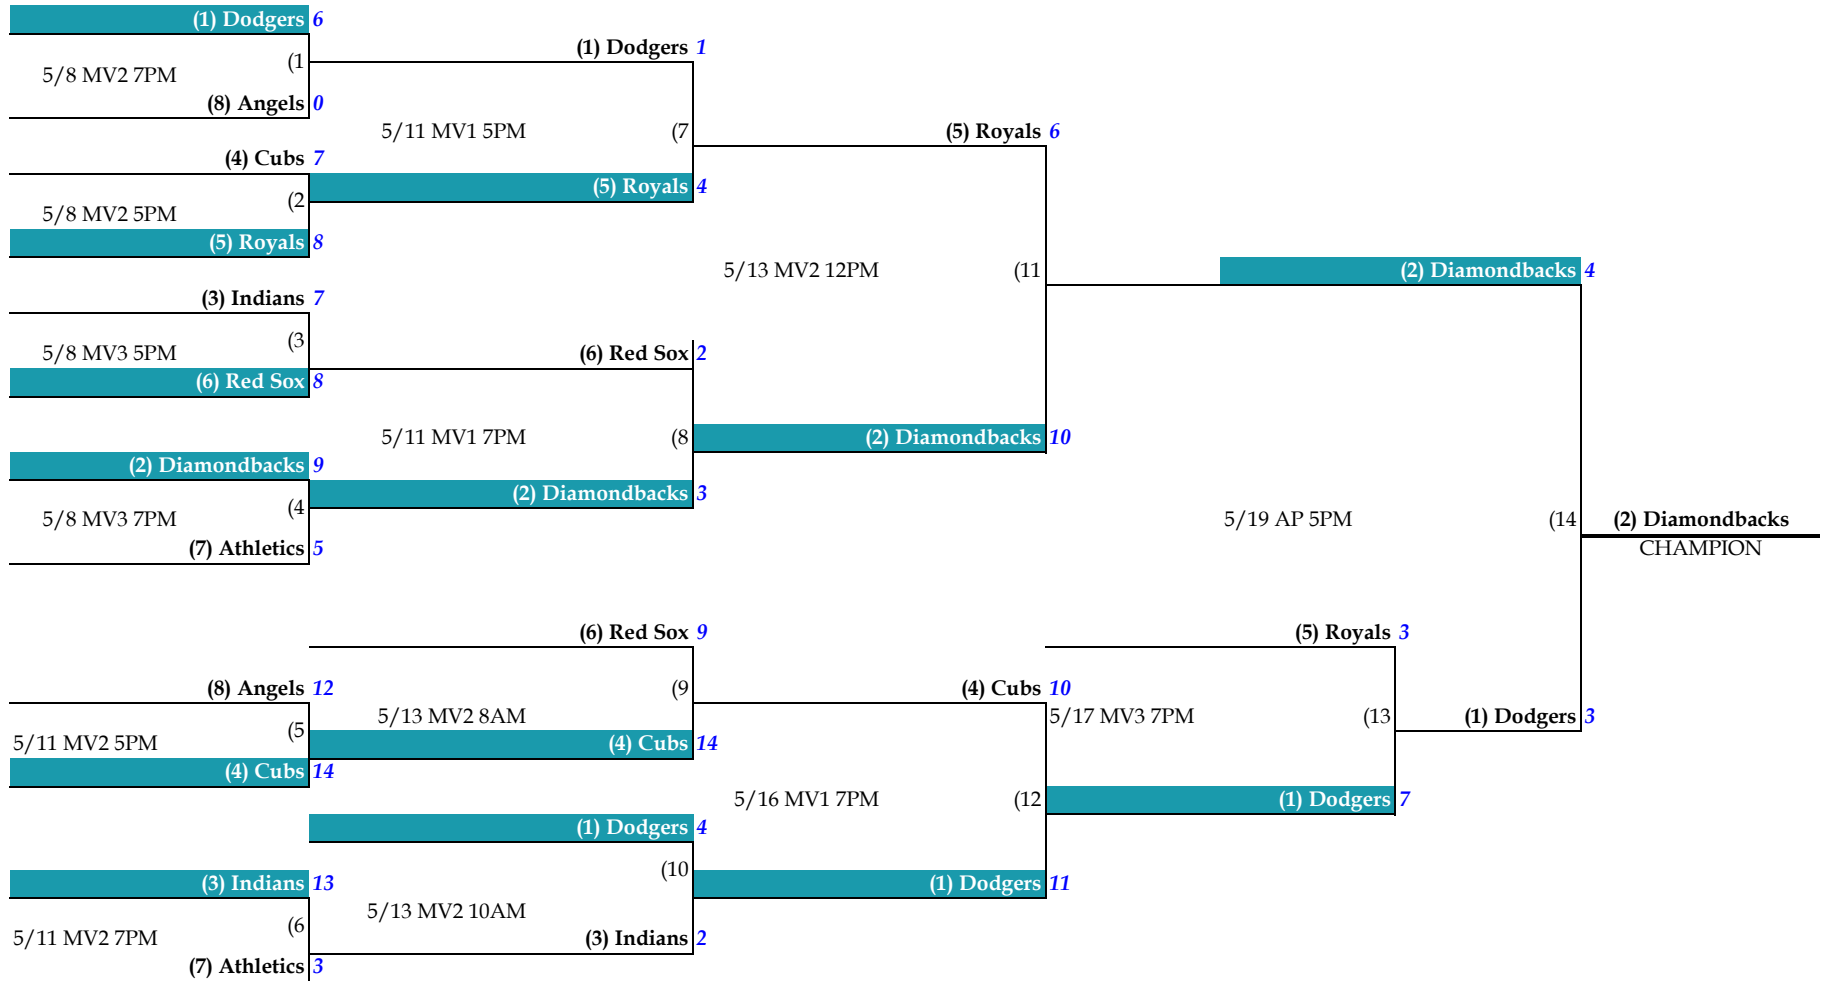 (1) Dodgers 6
(1) Dodgers 1
(1
5/8 MV2 7PM
(8) Angels 0
5/11 MV1 5PM
(7
(5) Royals 6
(4) Cubs 7
(5) Royals 4
(2
5/8 MV2 5PM
(5) Royals 8
5/13 MV2 12PM
(11
(2) Diamondbacks 4
(3) Indians 7
(3
5/8 MV3 5PM
(6) Red Sox 2
(6) Red Sox 8
5/11 MV1 7PM
(8
(2) Diamondbacks 10
(2) Diamondbacks 9
(2) Diamondbacks 3
(4
5/8 MV3 7PM
5/19 AP 5PM
(14
(2) Diamondbacks
CHAMPION
(7) Athletics 5
(6) Red Sox 9
(5) Royals 3
(8) Angels 12
(9
(4) Cubs 10
5/13 MV2 8AM
5/17 MV3 7PM
(13
(1) Dodgers 3
(5
5/11 MV2 5PM
(4) Cubs 14
(4) Cubs 14
5/16 MV1 7PM
(12
(1) Dodgers 7
(1) Dodgers 4
(10
(3) Indians 13
(1) Dodgers 11
5/13 MV2 10AM
(6
5/11 MV2 7PM
(3) Indians 2
(7) Athletics 3